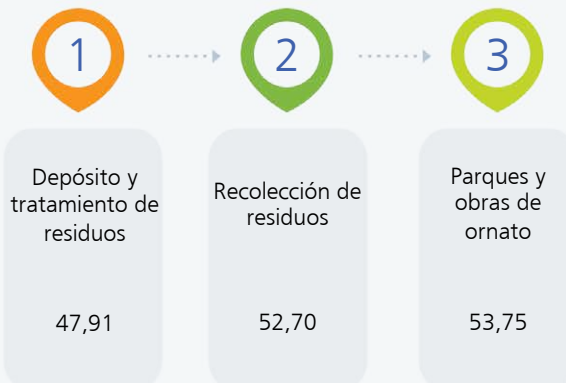 1
2
3
Depósito y
tratamiento de
residuos
47,91
Recolección de
residuos
52,70
Parques y
obras de
ornato
53,75